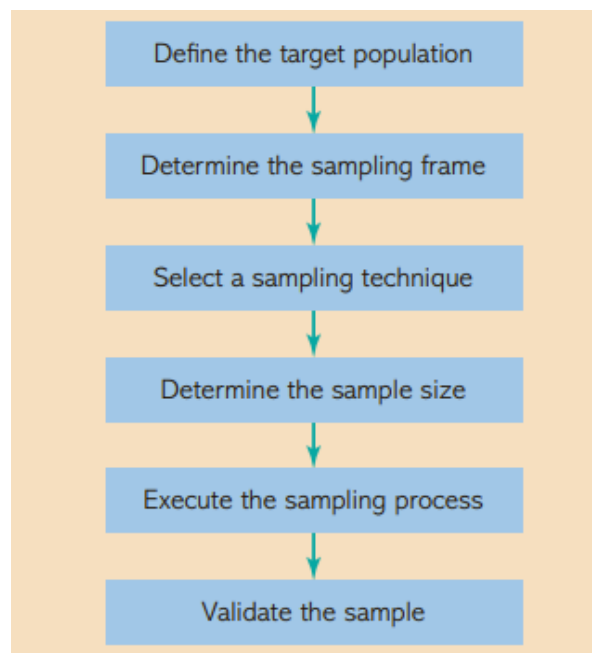 Define the target population
Determine the sampling frame
Select a sampling technique
Determine the sample size
Execute the sampling process
Validate the sample